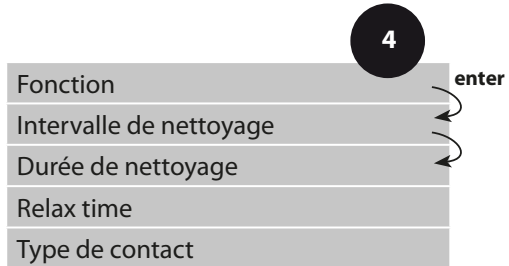 4
Fonction
enter
Intervalle de nettoyage
Durée de nettoyage
Relax time
Type de contact